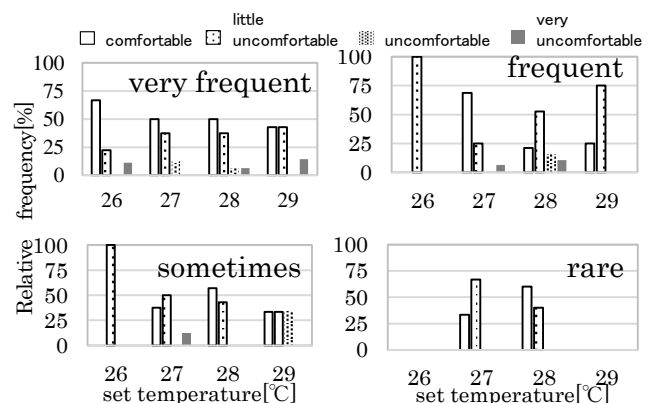 comfortable
little
uncomfortable
uncomfortable
very
uncomfortable
very frequent
100
75
50
25
0
26 27 28 29
frequent
100
75
50
25
0
26 27 28 29
Relative frequency[%]
sometimes
100
75
50
25
0
26 27 28 29
set temperature[℃]
rare
100
75
50
25
0
26 27 28 29
set temperature[℃]